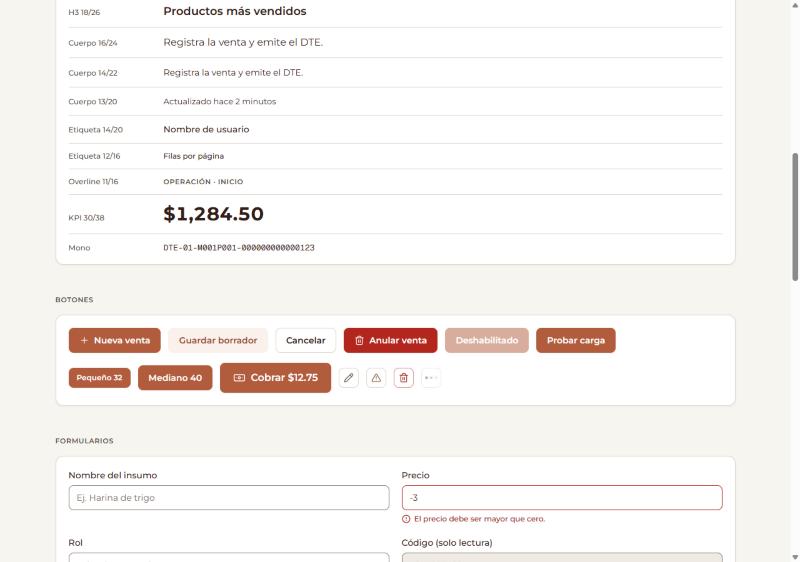 H3 18/26 Productos más vendidos
Cuerpo 16/24 Registra la venta y emite el DTE.
Cuerpo 14/22 Registra la venta y emite el DTE.
Cuerpo 13/20 Actualizado hace 2 minutos
Etiqueta 14/20 Nombre de usuario
Etiqueta 12/16 Filas por página
Overline 11/16 OPERACIÓN · INICIO
KPI 30/38 $1,284.50
Mono DTE-01-M001P001-000000000000123
BOTONES
Nueva venta Guardar borrador Cancelar Anular venta Deshabilitado Probar carga
Pequeño 32 Mediano 40 Cobrar $12.75
FORMULARIOS
Nombre del insumo Precio
Ej. Harina de trigo -3
El precio debe ser mayor que cero.
Rol Código (solo lectura)